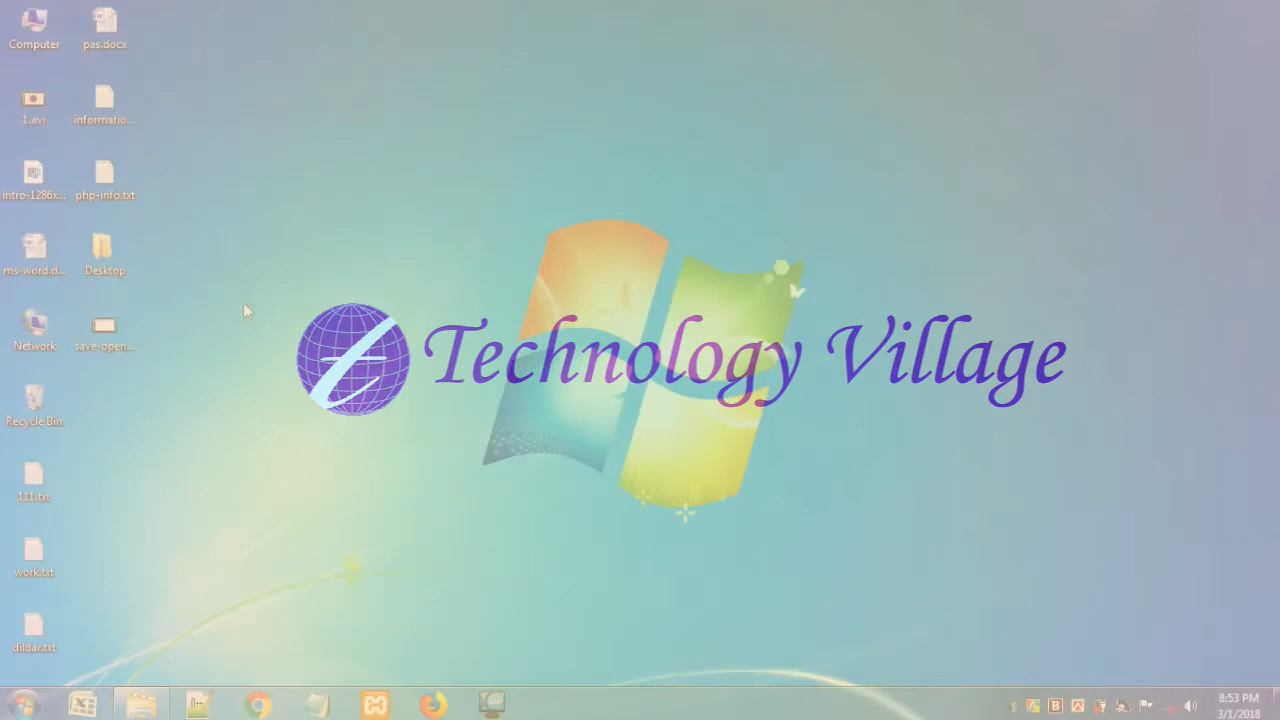 Computer
pas.docx
1.avi
informatio...
intro-1286x...
php-info.txt
ms-word.d...
Desktop
Network
save-open...
Recycle Bin
111.txt
work.txt
dildar.txt
t Technology Village
8:53 PM
3/1/2018